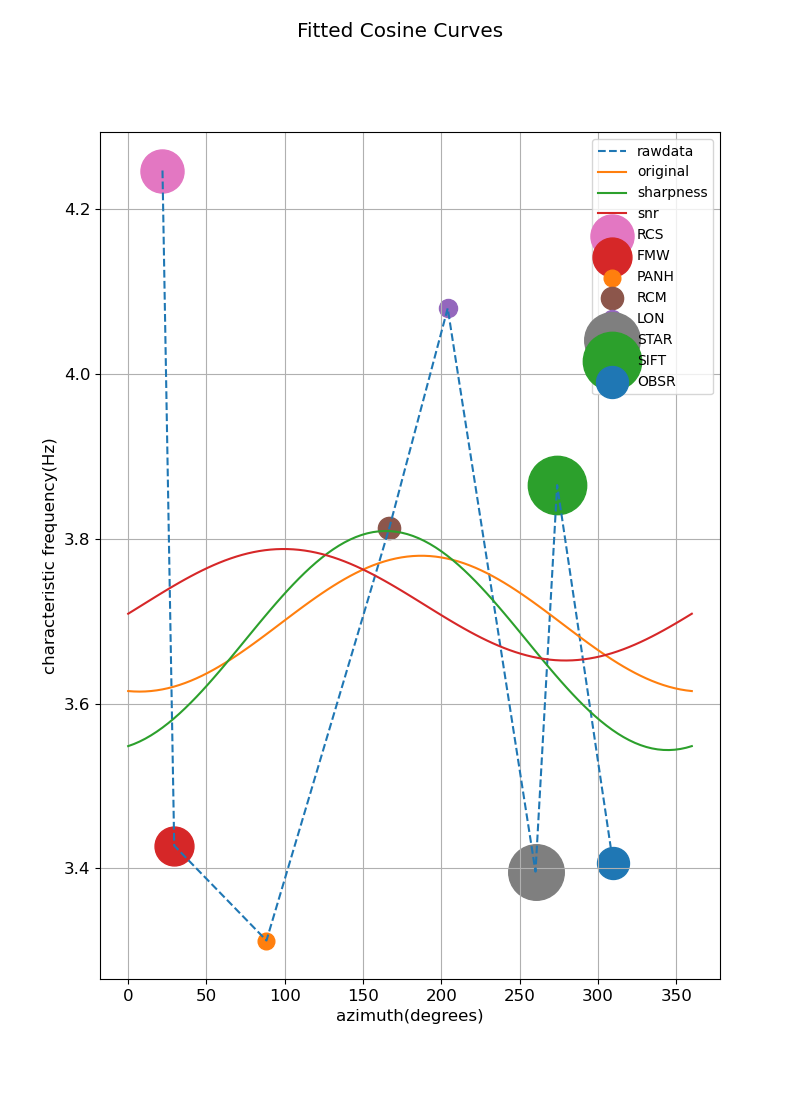 Fitted Cosine Curves
characteristic frequency(Hz)
4.2
4.0
3.8
3.6
3.4
rawdata
original
sharpness
snr
RCS
FMW
PANH
RCM
LON
STAR
SIFT
OBSR
0 50 100 150 200 250 300 350
azimuth(degrees)